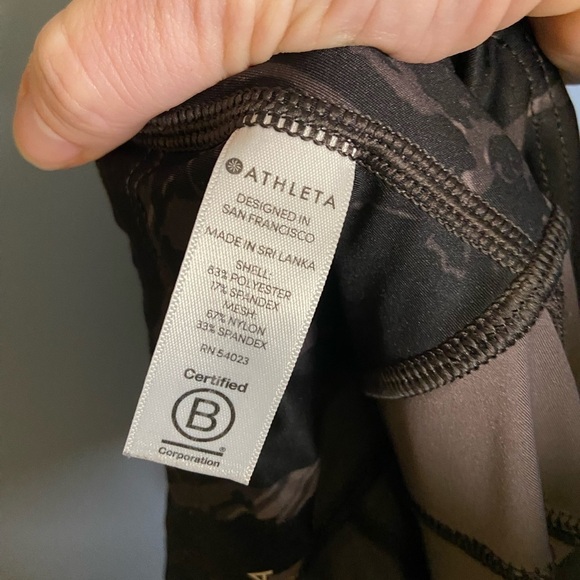 ATHLETA
DESIGNED IN
SAN FRANCISCO
MADE IN SRI LANKA
SHELL:
83% POLYESTER
17% SPANDEX
MESH:
67% NYLON
33% SPANDEX
RN 54023
Certified
B
Corporation